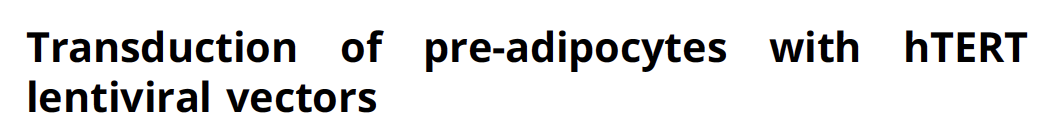 Transduction of pre-adipocytes with hTERT
lentiviral vectors